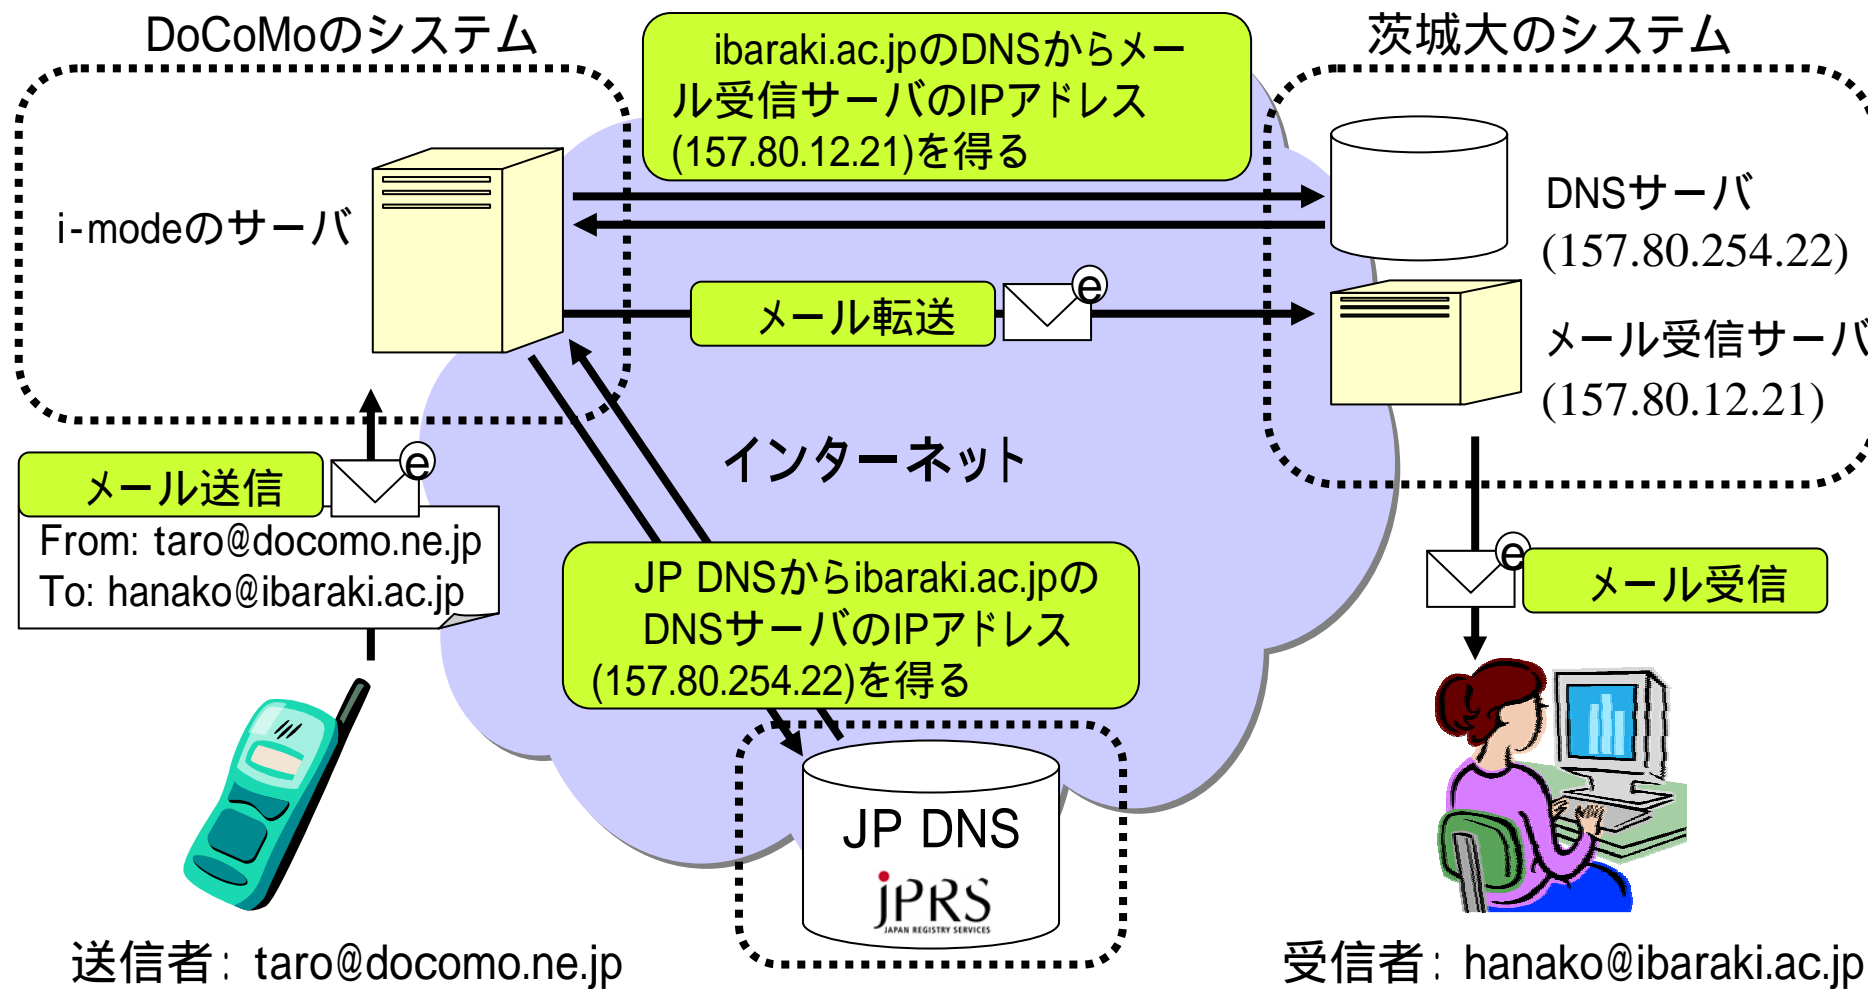 DoCoMoのシステム
ibaraki.ac.jpのDNSからメー
ル受信サーバのIPアドレス
(157.80.12.21)を得る
茨城大のシステム
i-modeのサーバ
DNSサーバ
(157.80.254.22)
メール転送
e
メール受信サーバ
(157.80.12.21)
インターネット
メール送信
e
From: taro@docomo.ne.jp
To: hanako@ibaraki.ac.jp
JP DNSからibaraki.ac.jpの
DNSサーバのIPアドレス
(157.80.254.22)を得る
e
メール受信
JP DNS
jPRS
JAPAN REGISTRY SERVICES
送信者: taro@docomo.ne.jp
受信者: hanako@ibaraki.ac.jp